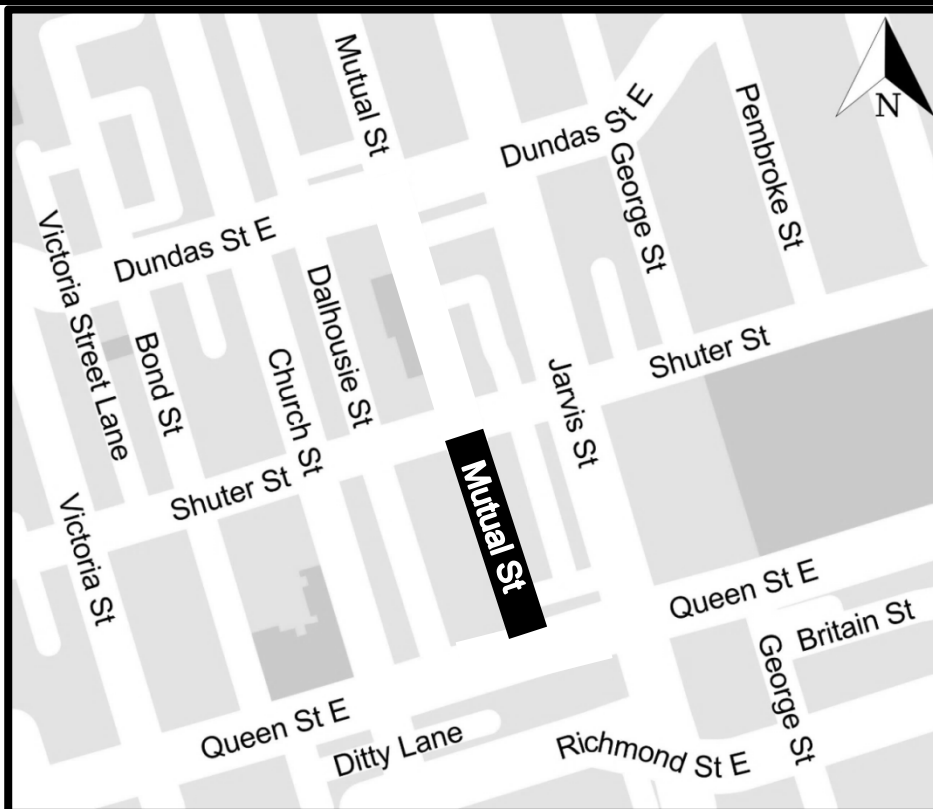 Mutual St
N
Pembroke St
Dundas St E
George St
Victoria Street Lane
Dundas St E
Dalhousie St
Bond St
Church St
Shuter St
Jarvis St
Shuter St
Mutual St
Victoria St
Queen St E
Britain St
George St
Queen St E
Ditty Lane
Richmond St E